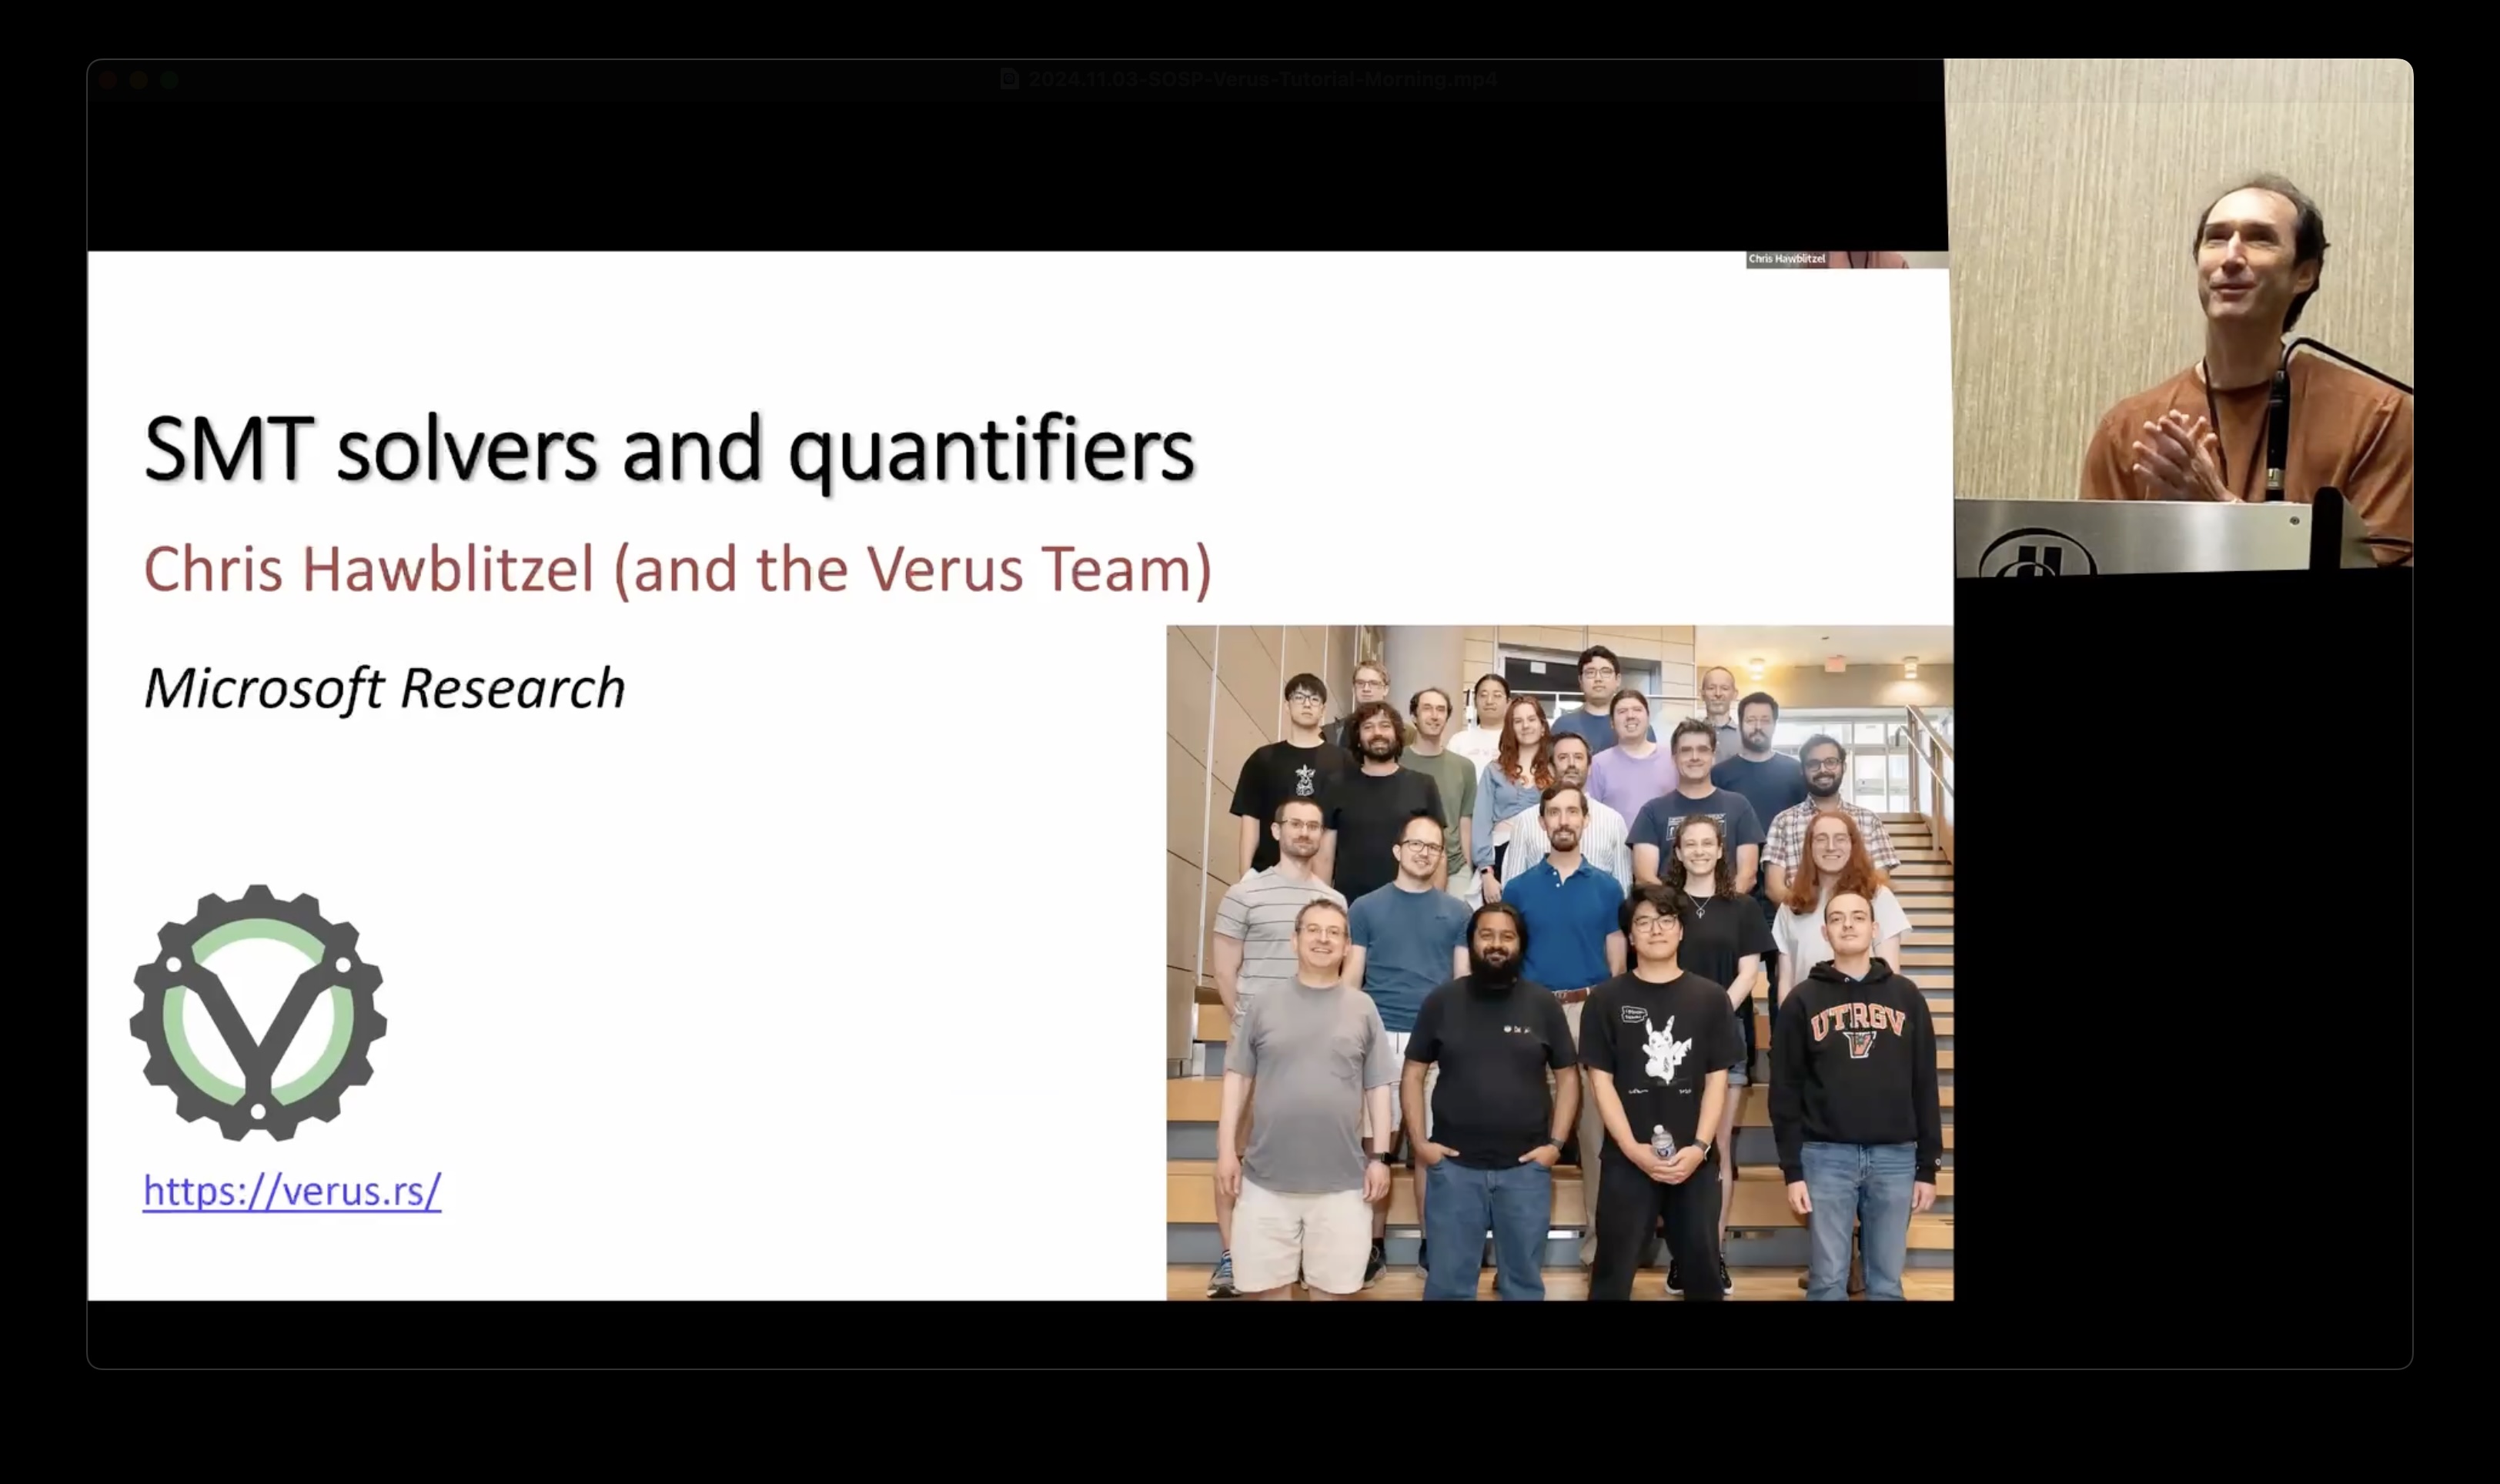 2024.11.03-SOSP-Verus-Tutorial-Morning.mp4
Chris Hawblitzel
SMT solvers and quantifiers
Chris Hawblitzel (and the Verus Team)
Microsoft Research
UTRGV
V
https://verus.rs/